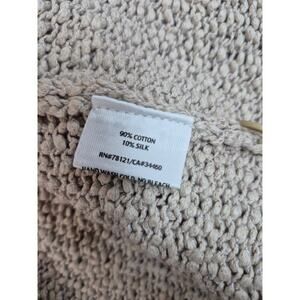 90% COTTON
10% SILK
RN#78121/CA#34460
HAND WASH COLD, NO BLEACH